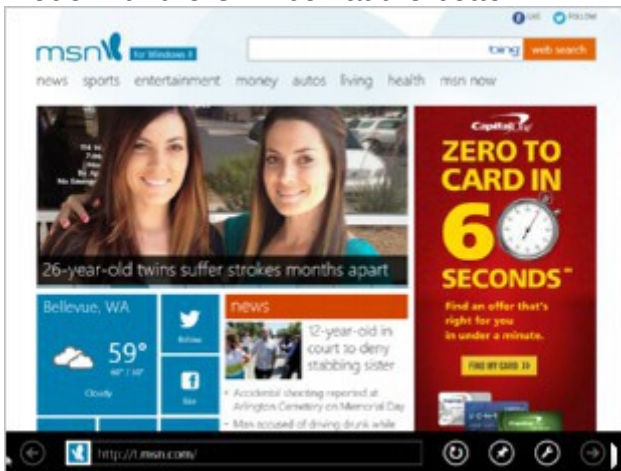 LIKE FOLLOW
msn for Windows 8
bing web search
news sports entertainment money autos living health msn now
26-year-old twins suffer strokes months apart
Capital One
ZERO TO
CARD IN
60
SECONDS
Find an offer that's
right for you
in under a minute.
FIND MY CARD »
Bellevue, WA
59°
Cloudy
Follow
Like
news
12-year-old in
court to deny
stabbing sister
Accidental shooting reported at
Arlington Cemetery on Memorial Day
Man accused of driving drunk while
http://t.msn.com/